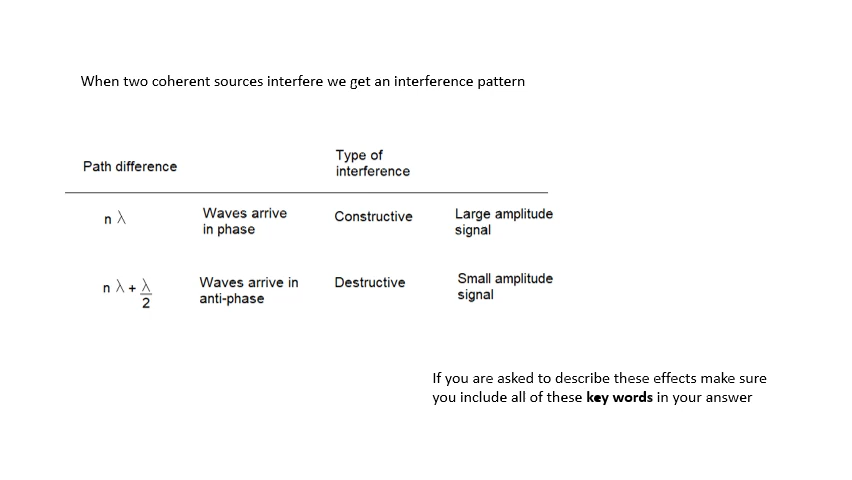 When two coherent sources interfere we get an interference pattern
Path difference
Type of
interference
n λ
Waves arrive
in phase
Constructive
Large amplitude
signal
n λ + λ/2
Waves arrive in
anti-phase
Destructive
Small amplitude
signal
If you are asked to describe these effects make sure
you include all of these key words in your answer